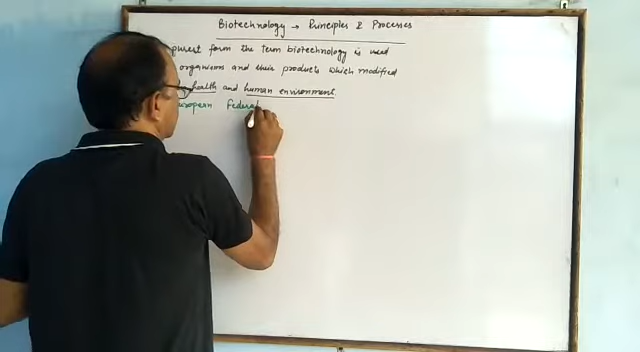 Biotechnology → Principles & Processes
purest form the term biotechnology is used
organisms and their products which modified
health and human environment.
European Federa